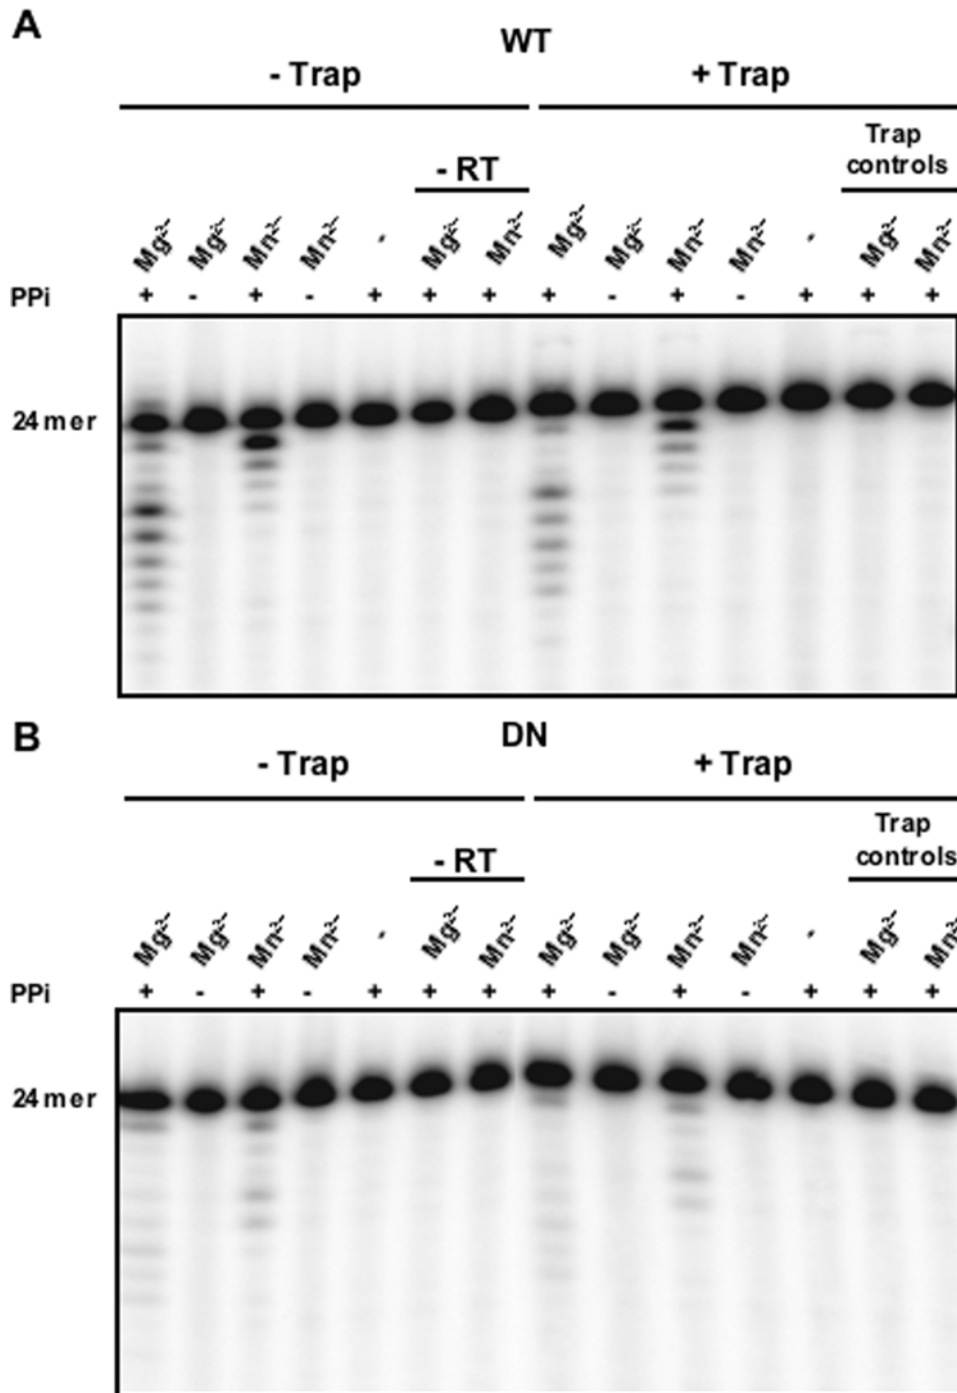 A
WT
- Trap + Trap
Trap
controls
- RT
Mg²⁺ Mg²⁺ Mn²⁺ Mn²⁺ - Mg²⁺ Mn²⁺ Mg²⁺ Mg²⁺ Mn²⁺ Mn²⁺ - Mg²⁺ Mn²⁺
PPi + - + - + + + + - + - + + +
24mer
B
DN
- Trap + Trap
Trap
controls
- RT
Mg²⁺ Mg²⁺ Mn²⁺ Mn²⁺ - Mg²⁺ Mn²⁺ Mg²⁺ Mg²⁺ Mn²⁺ Mn²⁺ - Mg²⁺ Mn²⁺
PPi + - + - + + + + - + - + + +
24mer